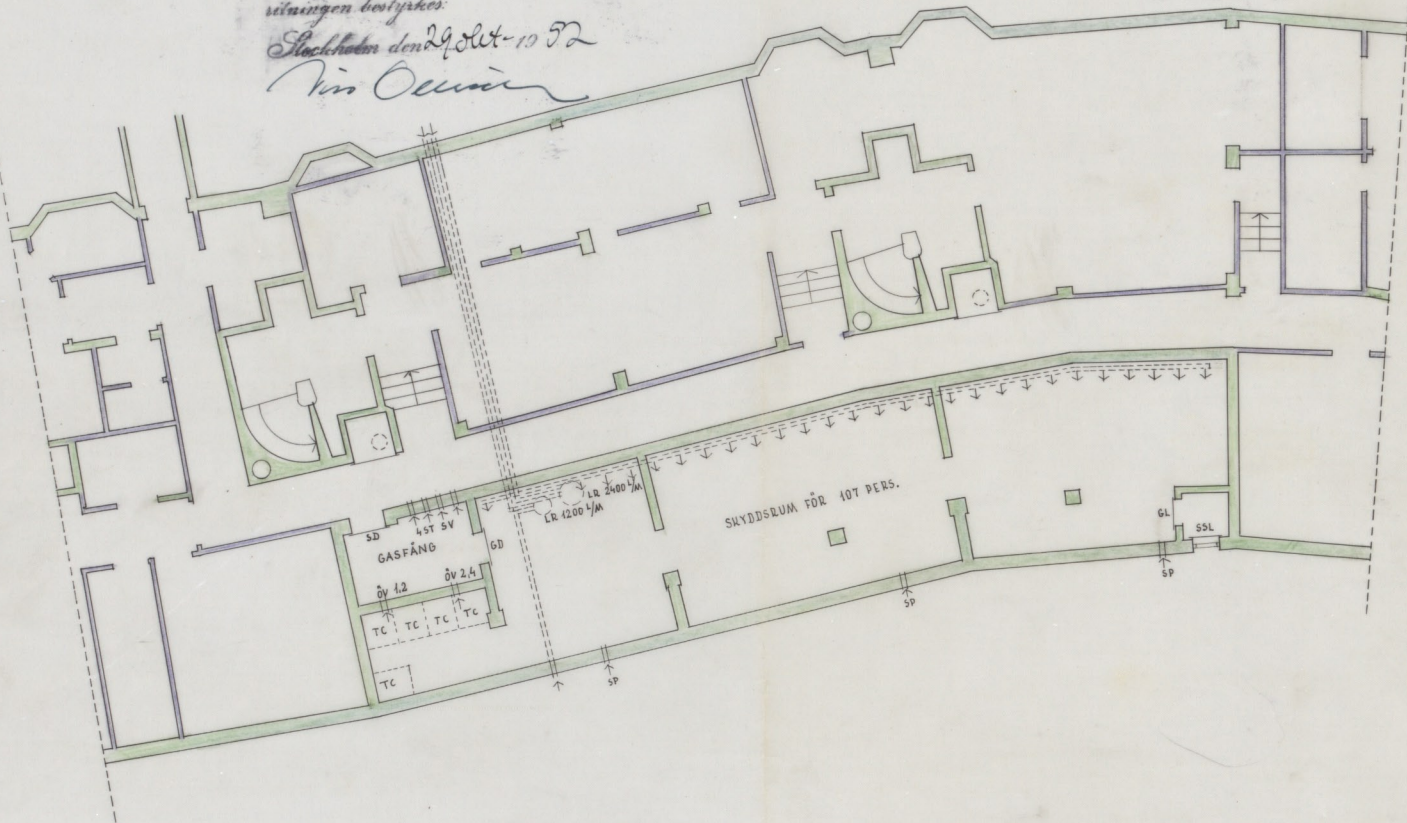 ritningen bestyrkes:
Stockholm den 29 okt - 1952
LR 2400 L/M
LR 1200 L/M
SKYDDSRUM FÖR 107 PERS.
SD
4ST SV
GASFÅNG
GD
ÖV 1,2
ÖV 2,4
TC
TC
TC
TC
TC
GL
SSL
SP
SP
SP